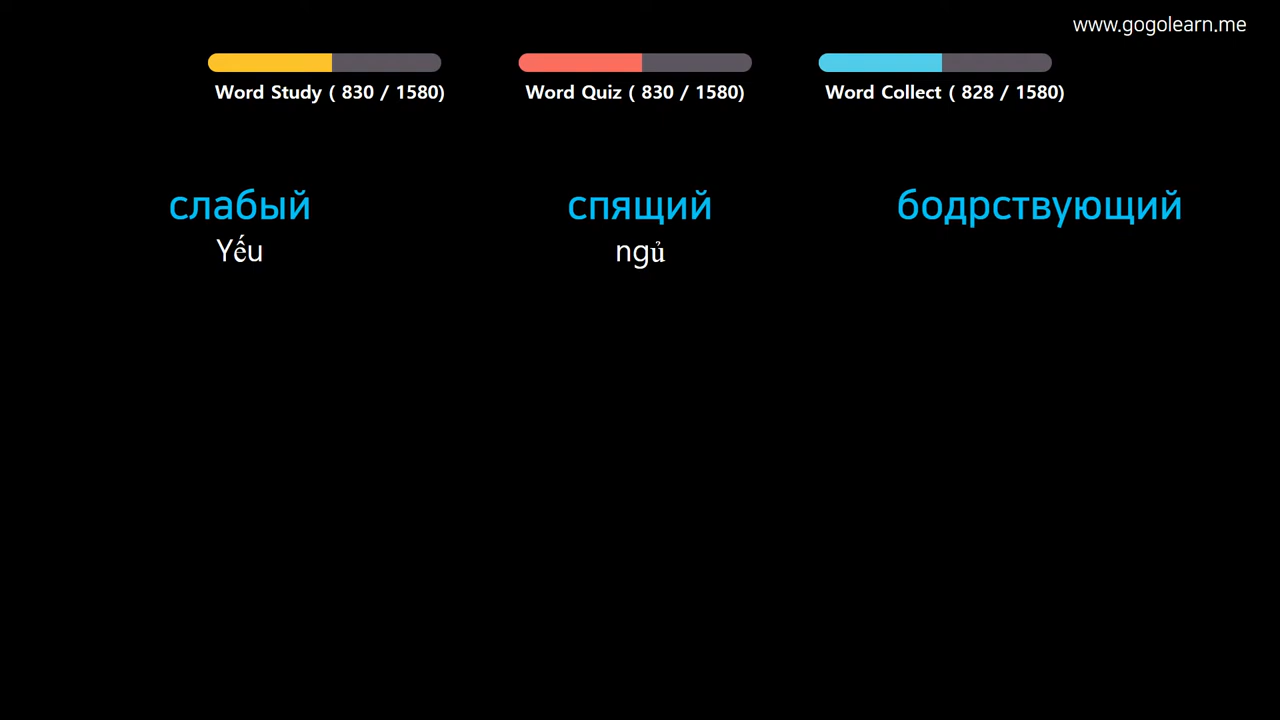 www.gogolearn.me
Word Study ( 830 / 1580)
Word Quiz ( 830 / 1580)
Word Collect ( 828 / 1580)
слабый
Yếu
спящий
ngủ
бодрствующий